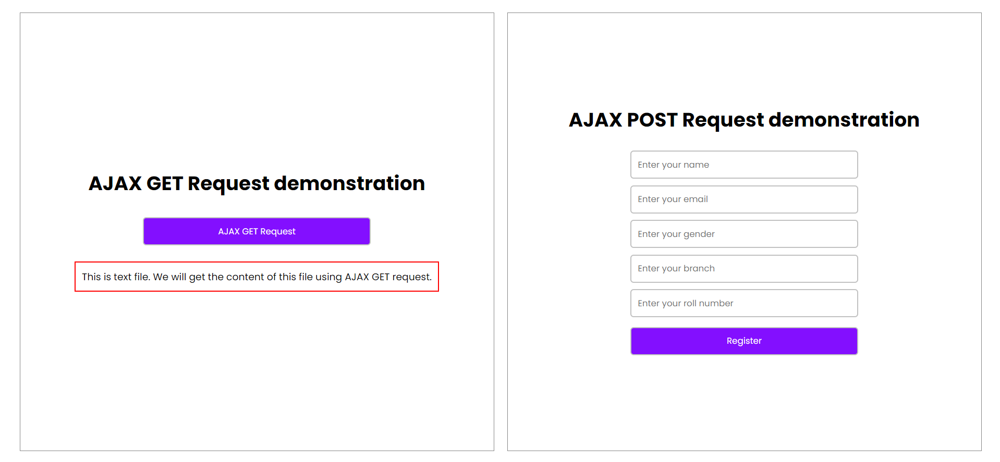 AJAX GET Request demonstration
AJAX GET Request
This is text file. We will get the content of this file using AJAX GET request.
AJAX POST Request demonstration
Enter your name
Enter your email
Enter your gender
Enter your branch
Enter your roll number
Register